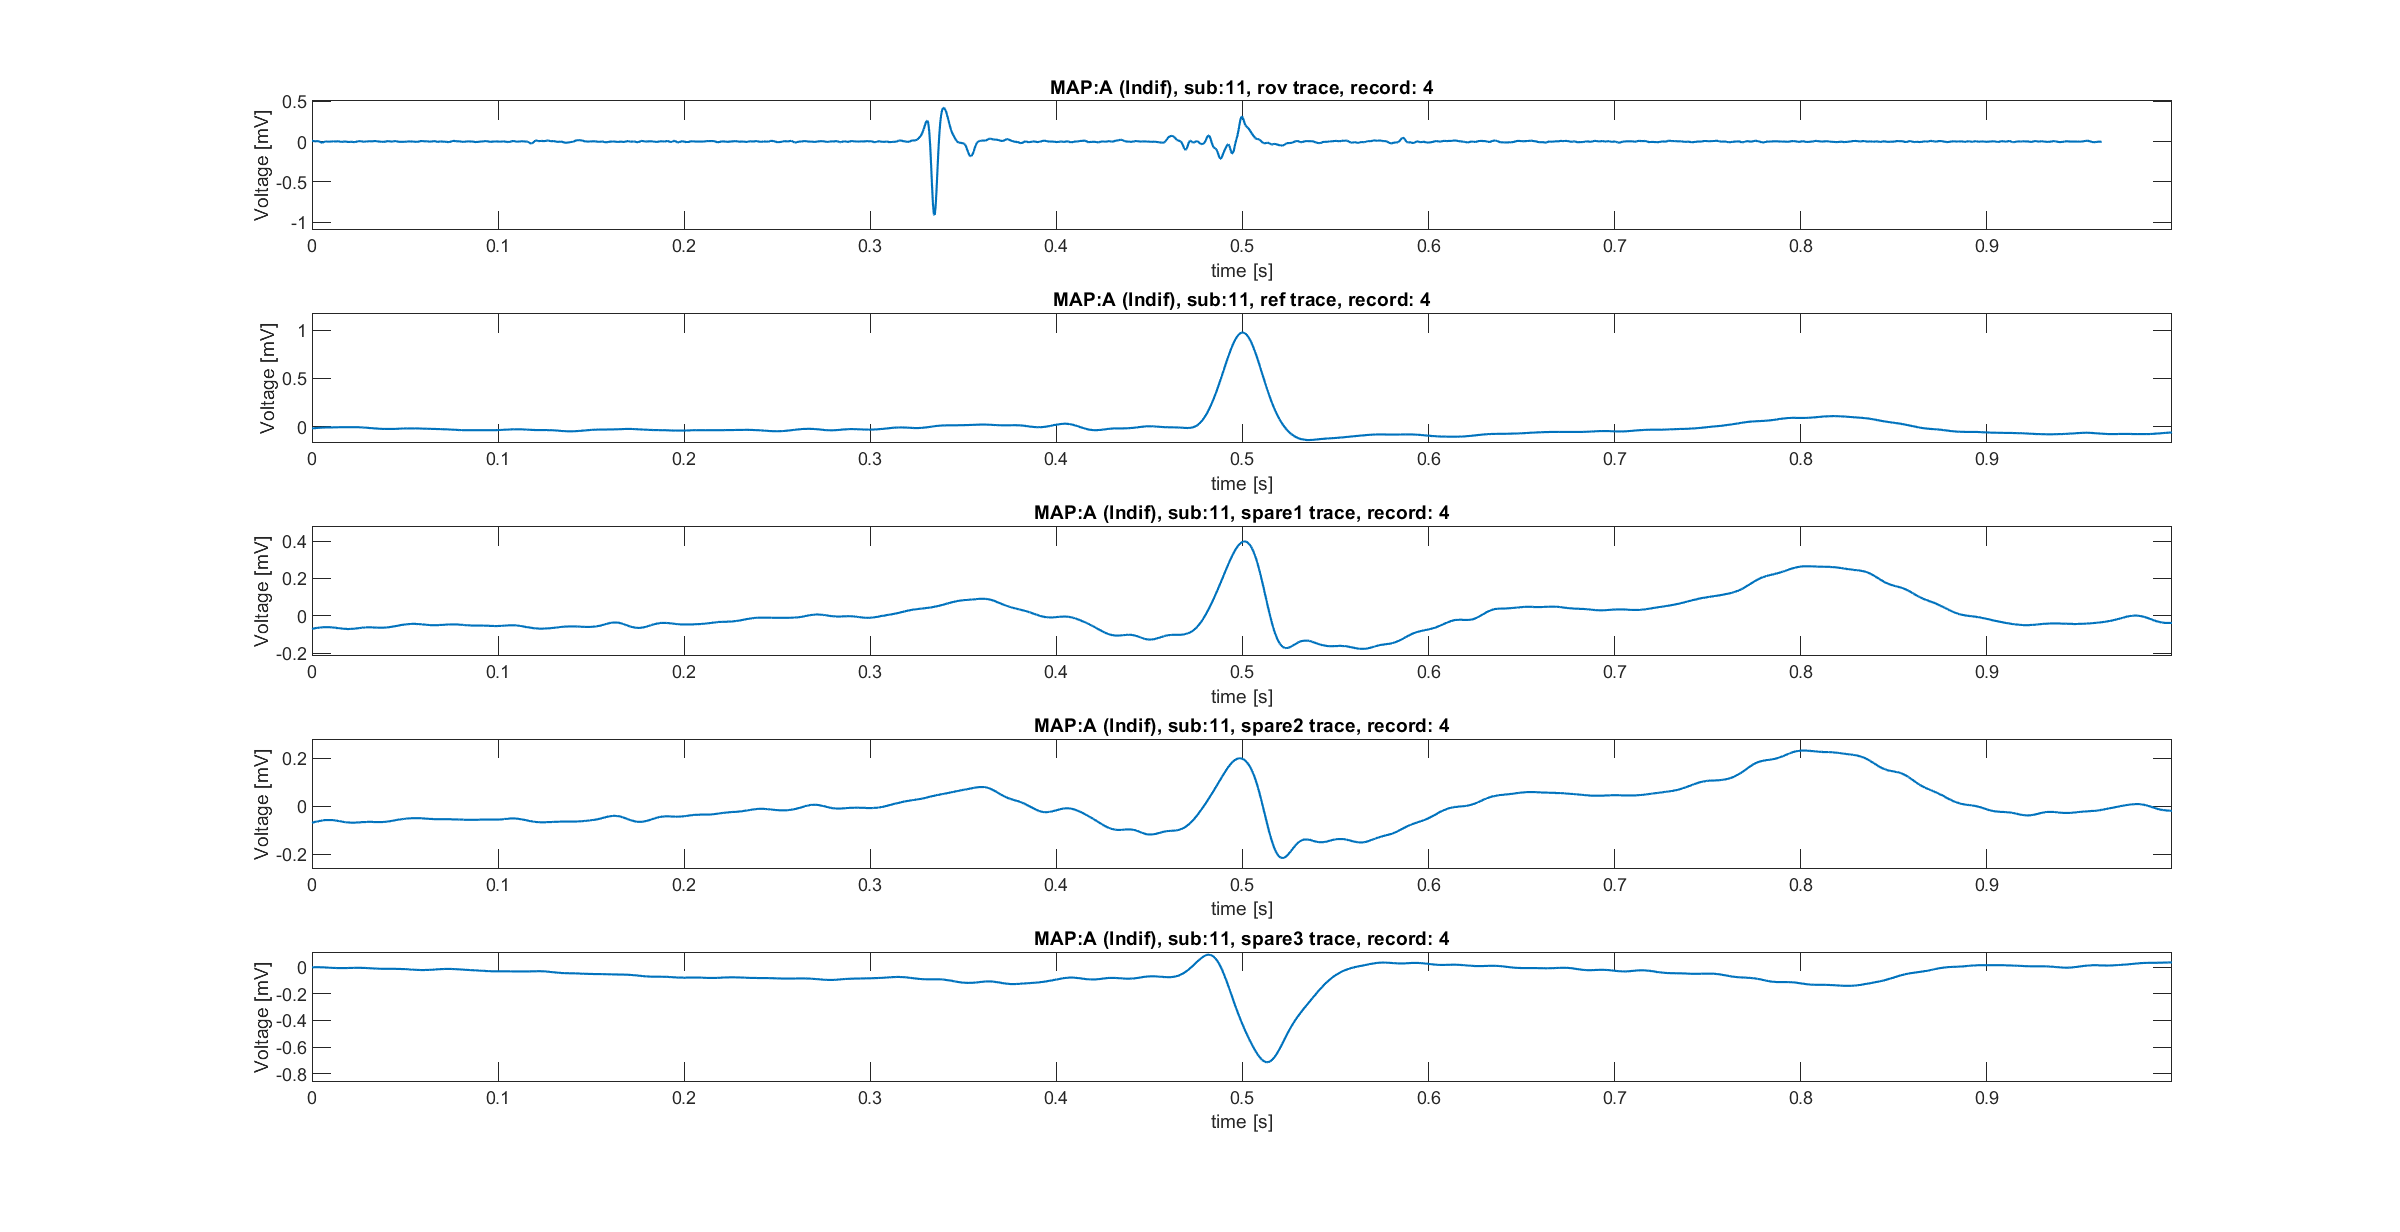 MAP:A (Indif), sub:11, rov trace, record: 4
Voltage [mV]
0.5
0
-0.5
-1
0 0.1 0.2 0.3 0.4 0.5 0.6 0.7 0.8 0.9
time [s]
MAP:A (Indif), sub:11, ref trace, record: 4
Voltage [mV]
1
0.5
0
0 0.1 0.2 0.3 0.4 0.5 0.6 0.7 0.8 0.9
time [s]
MAP:A (Indif), sub:11, spare1 trace, record: 4
Voltage [mV]
0.4
0.2
0
-0.2
0 0.1 0.2 0.3 0.4 0.5 0.6 0.7 0.8 0.9
time [s]
MAP:A (Indif), sub:11, spare2 trace, record: 4
Voltage [mV]
0.2
0
-0.2
0 0.1 0.2 0.3 0.4 0.5 0.6 0.7 0.8 0.9
time [s]
MAP:A (Indif), sub:11, spare3 trace, record: 4
Voltage [mV]
0
-0.2
-0.4
-0.6
-0.8
0 0.1 0.2 0.3 0.4 0.5 0.6 0.7 0.8 0.9
time [s]